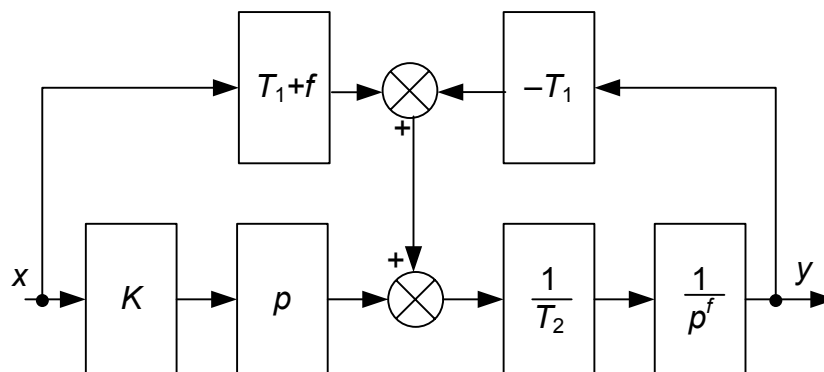 T₁+f
–T₁
+
+
x
K
p
1/T₂
1/pᶠ
y